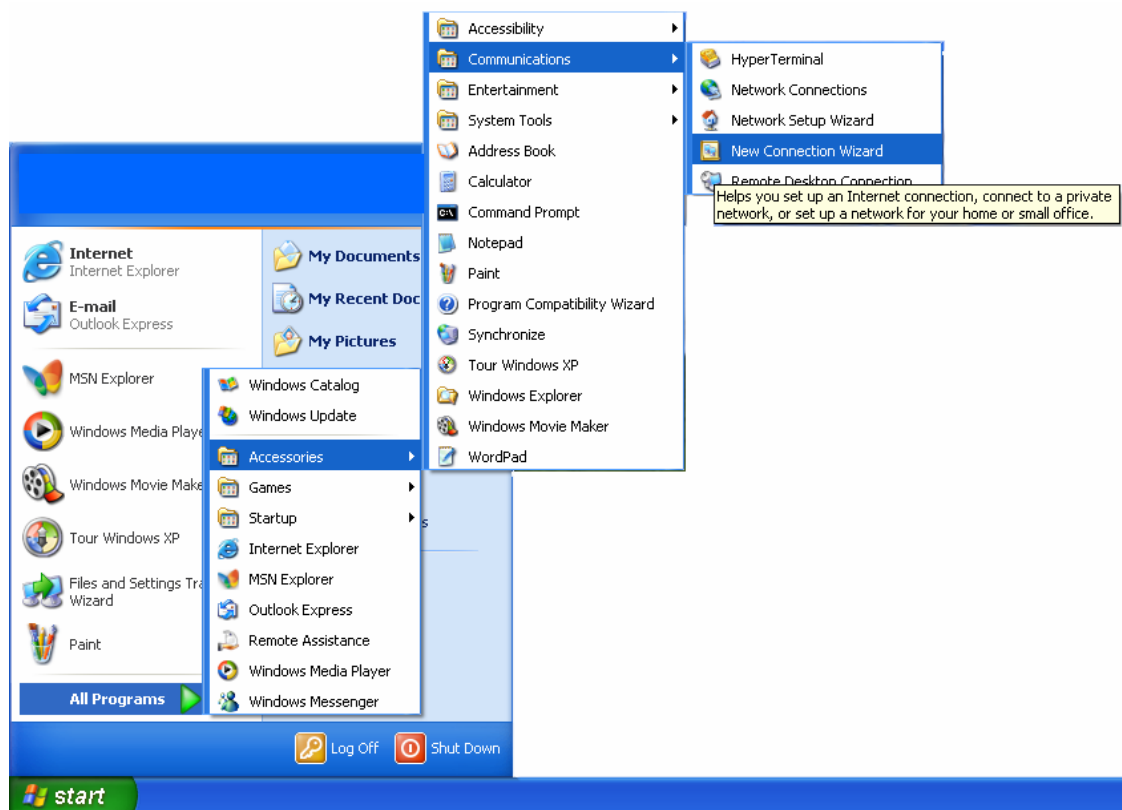 Accessibility
Communications
Entertainment
System Tools
Address Book
Calculator
Command Prompt
Notepad
Paint
Program Compatibility Wizard
Synchronize
Tour Windows XP
Windows Explorer
Windows Movie Maker
WordPad
HyperTerminal
Network Connections
Network Setup Wizard
New Connection Wizard
Remote Desktop Connection
Helps you set up an Internet connection, connect to a private
network, or set up a network for your home or small office.
Internet
Internet Explorer
E-mail
Outlook Express
MSN Explorer
Windows Media Playe
Windows Movie Make
Tour Windows XP
Files and Settings Tra
Wizard
Paint
All Programs
My Documents
My Recent Doc
My Pictures
s
Windows Catalog
Windows Update
Accessories
Games
Startup
Internet Explorer
MSN Explorer
Outlook Express
Remote Assistance
Windows Media Player
Windows Messenger
Log Off
Shut Down
start